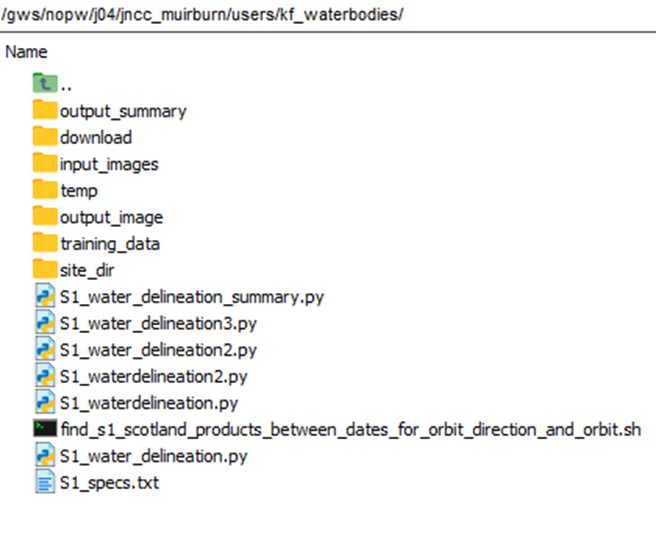 /gws/nopw/j04/jncc_muirburn/users/kf_waterbodies/
Name
..
output_summary
download
input_images
temp
output_image
training_data
site_dir
S1_water_delineation_summary.py
S1_water_delineation3.py
S1_water_delineation2.py
S1_waterdelineation2.py
S1_waterdelineation.py
find_s1_scotland_products_between_dates_for_orbit_direction_and_orbit.sh
S1_water_delineation.py
S1_specs.txt